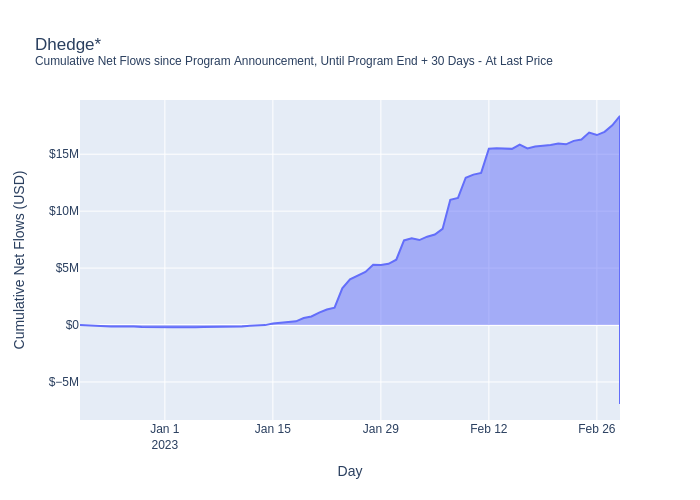 Dhedge*
Cumulative Net Flows since Program Announcement, Until Program End + 30 Days - At Last Price
Cumulative Net Flows (USD)
$15M
$10M
$5M
$0
$−5M
Jan 1
2023
Jan 15
Jan 29
Feb 12
Feb 26
Day